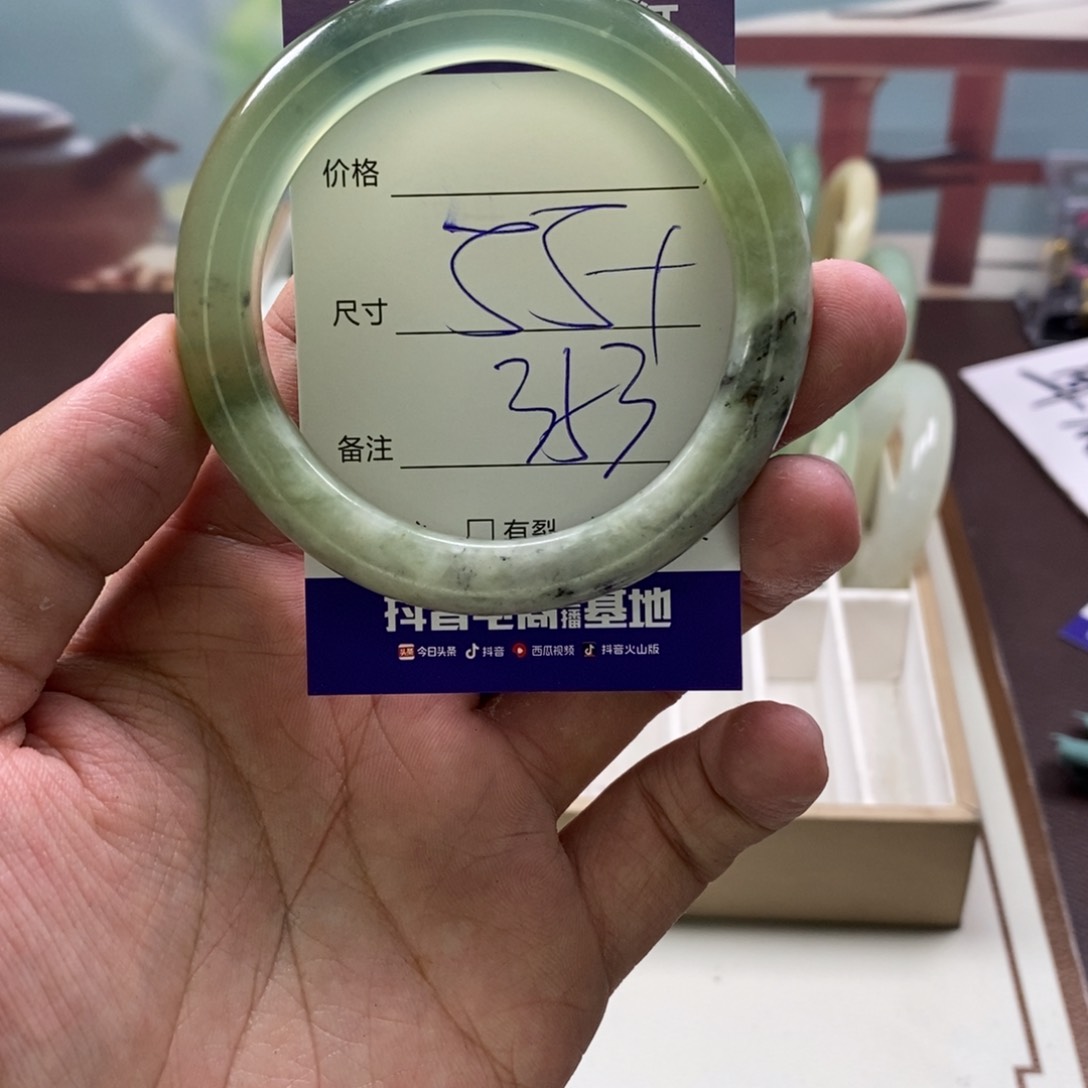 价格
尺寸 55+
备注
有裂
抖音电商直播基地
今日头条 抖音 西瓜视频 抖音火山版